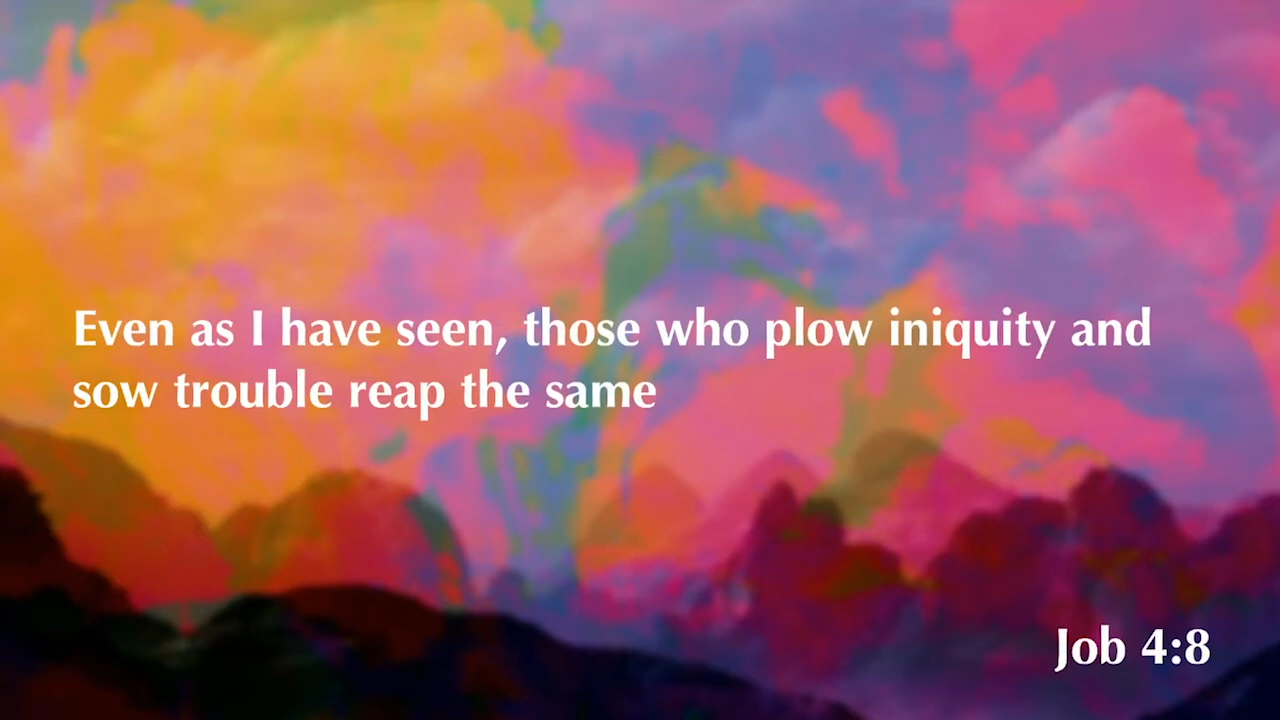 Even as I have seen, those who plow iniquity and
sow trouble reap the same
Job 4:8